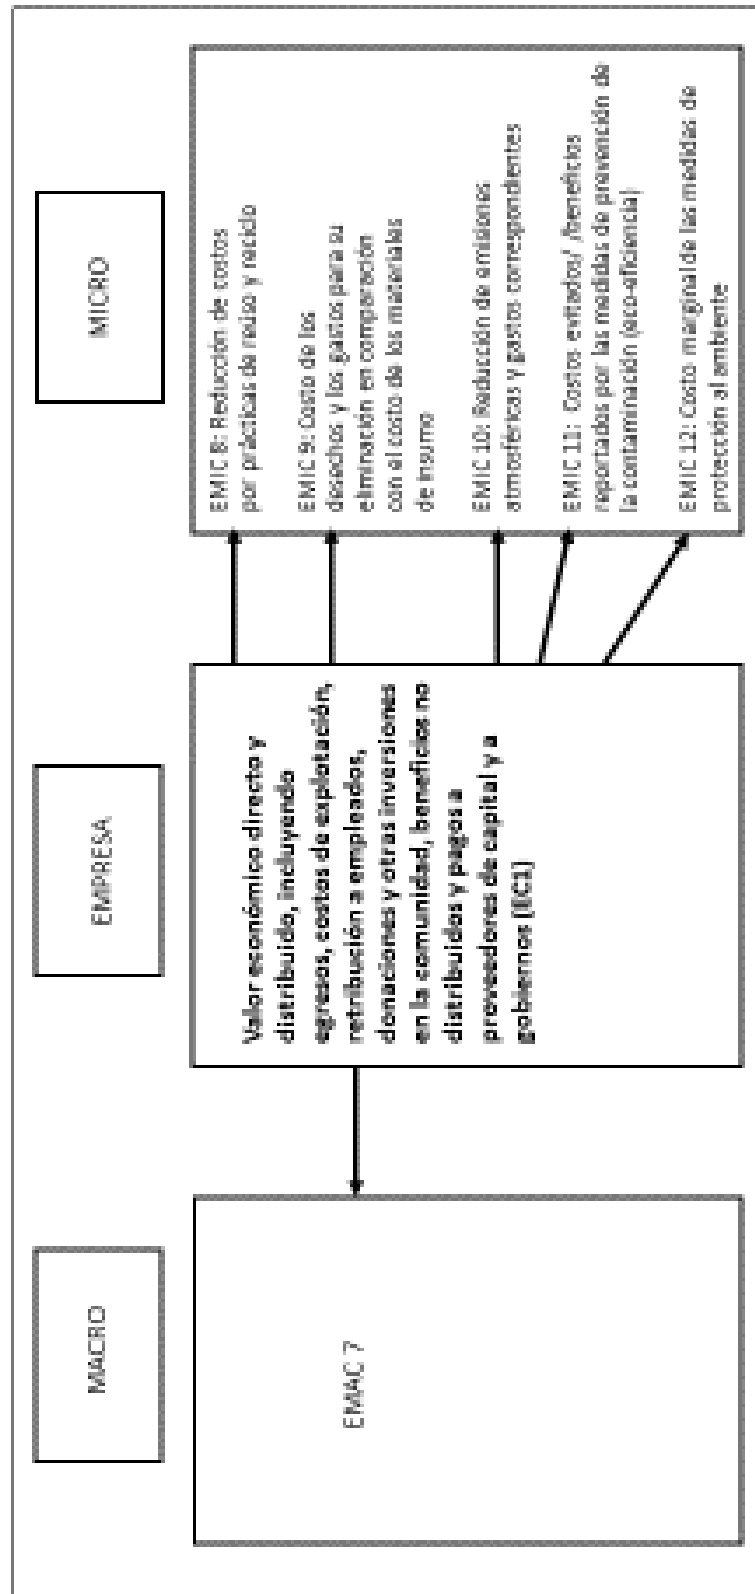 MACRO
EMPRESA
MICRO
EMAC 7
Valor económico directo y
distribuido, incluyendo
egresos, costos de explotación,
retribución a empleados,
donaciones y otras inversiones
en la comunidad, beneficios no
distribuidos y pagos a
proveedores de capital y a
gobiernos (EC1)
EMIC 8: Reducción de costos
por prácticas de reúso y reciclo
EMIC 9: Costo de los
desechos y los gastos para su
eliminación en comparación
con el costo de los materiales
de insumo
EMIC 10: Reducción de emisiones
atmosféricas y gastos correspondientes
EMIC 11: Costos evitados/ /beneficios
reportados por las medidas de prevención de
la contaminación (eco-eficiencia)
EMIC 12: Costo marginal de las medidas de
protección al ambiente